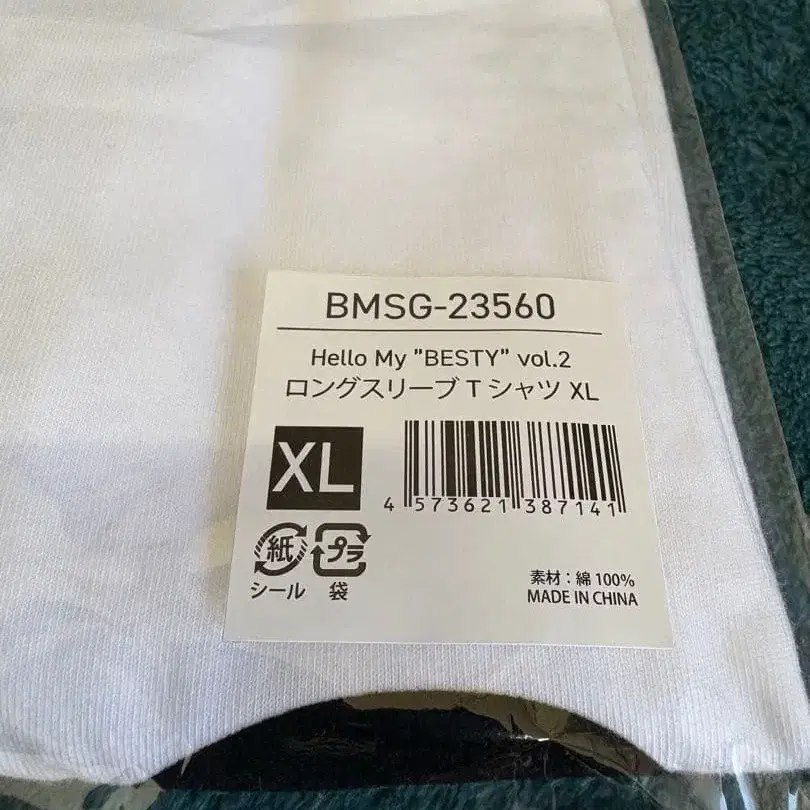 BMSG-23560
Hello My "BESTY" vol.2
ロングスリーブ T シャツ XL
XL
4 573621 387141
紙 プラ
シール 袋
素材：綿 100%
MADE IN CHINA